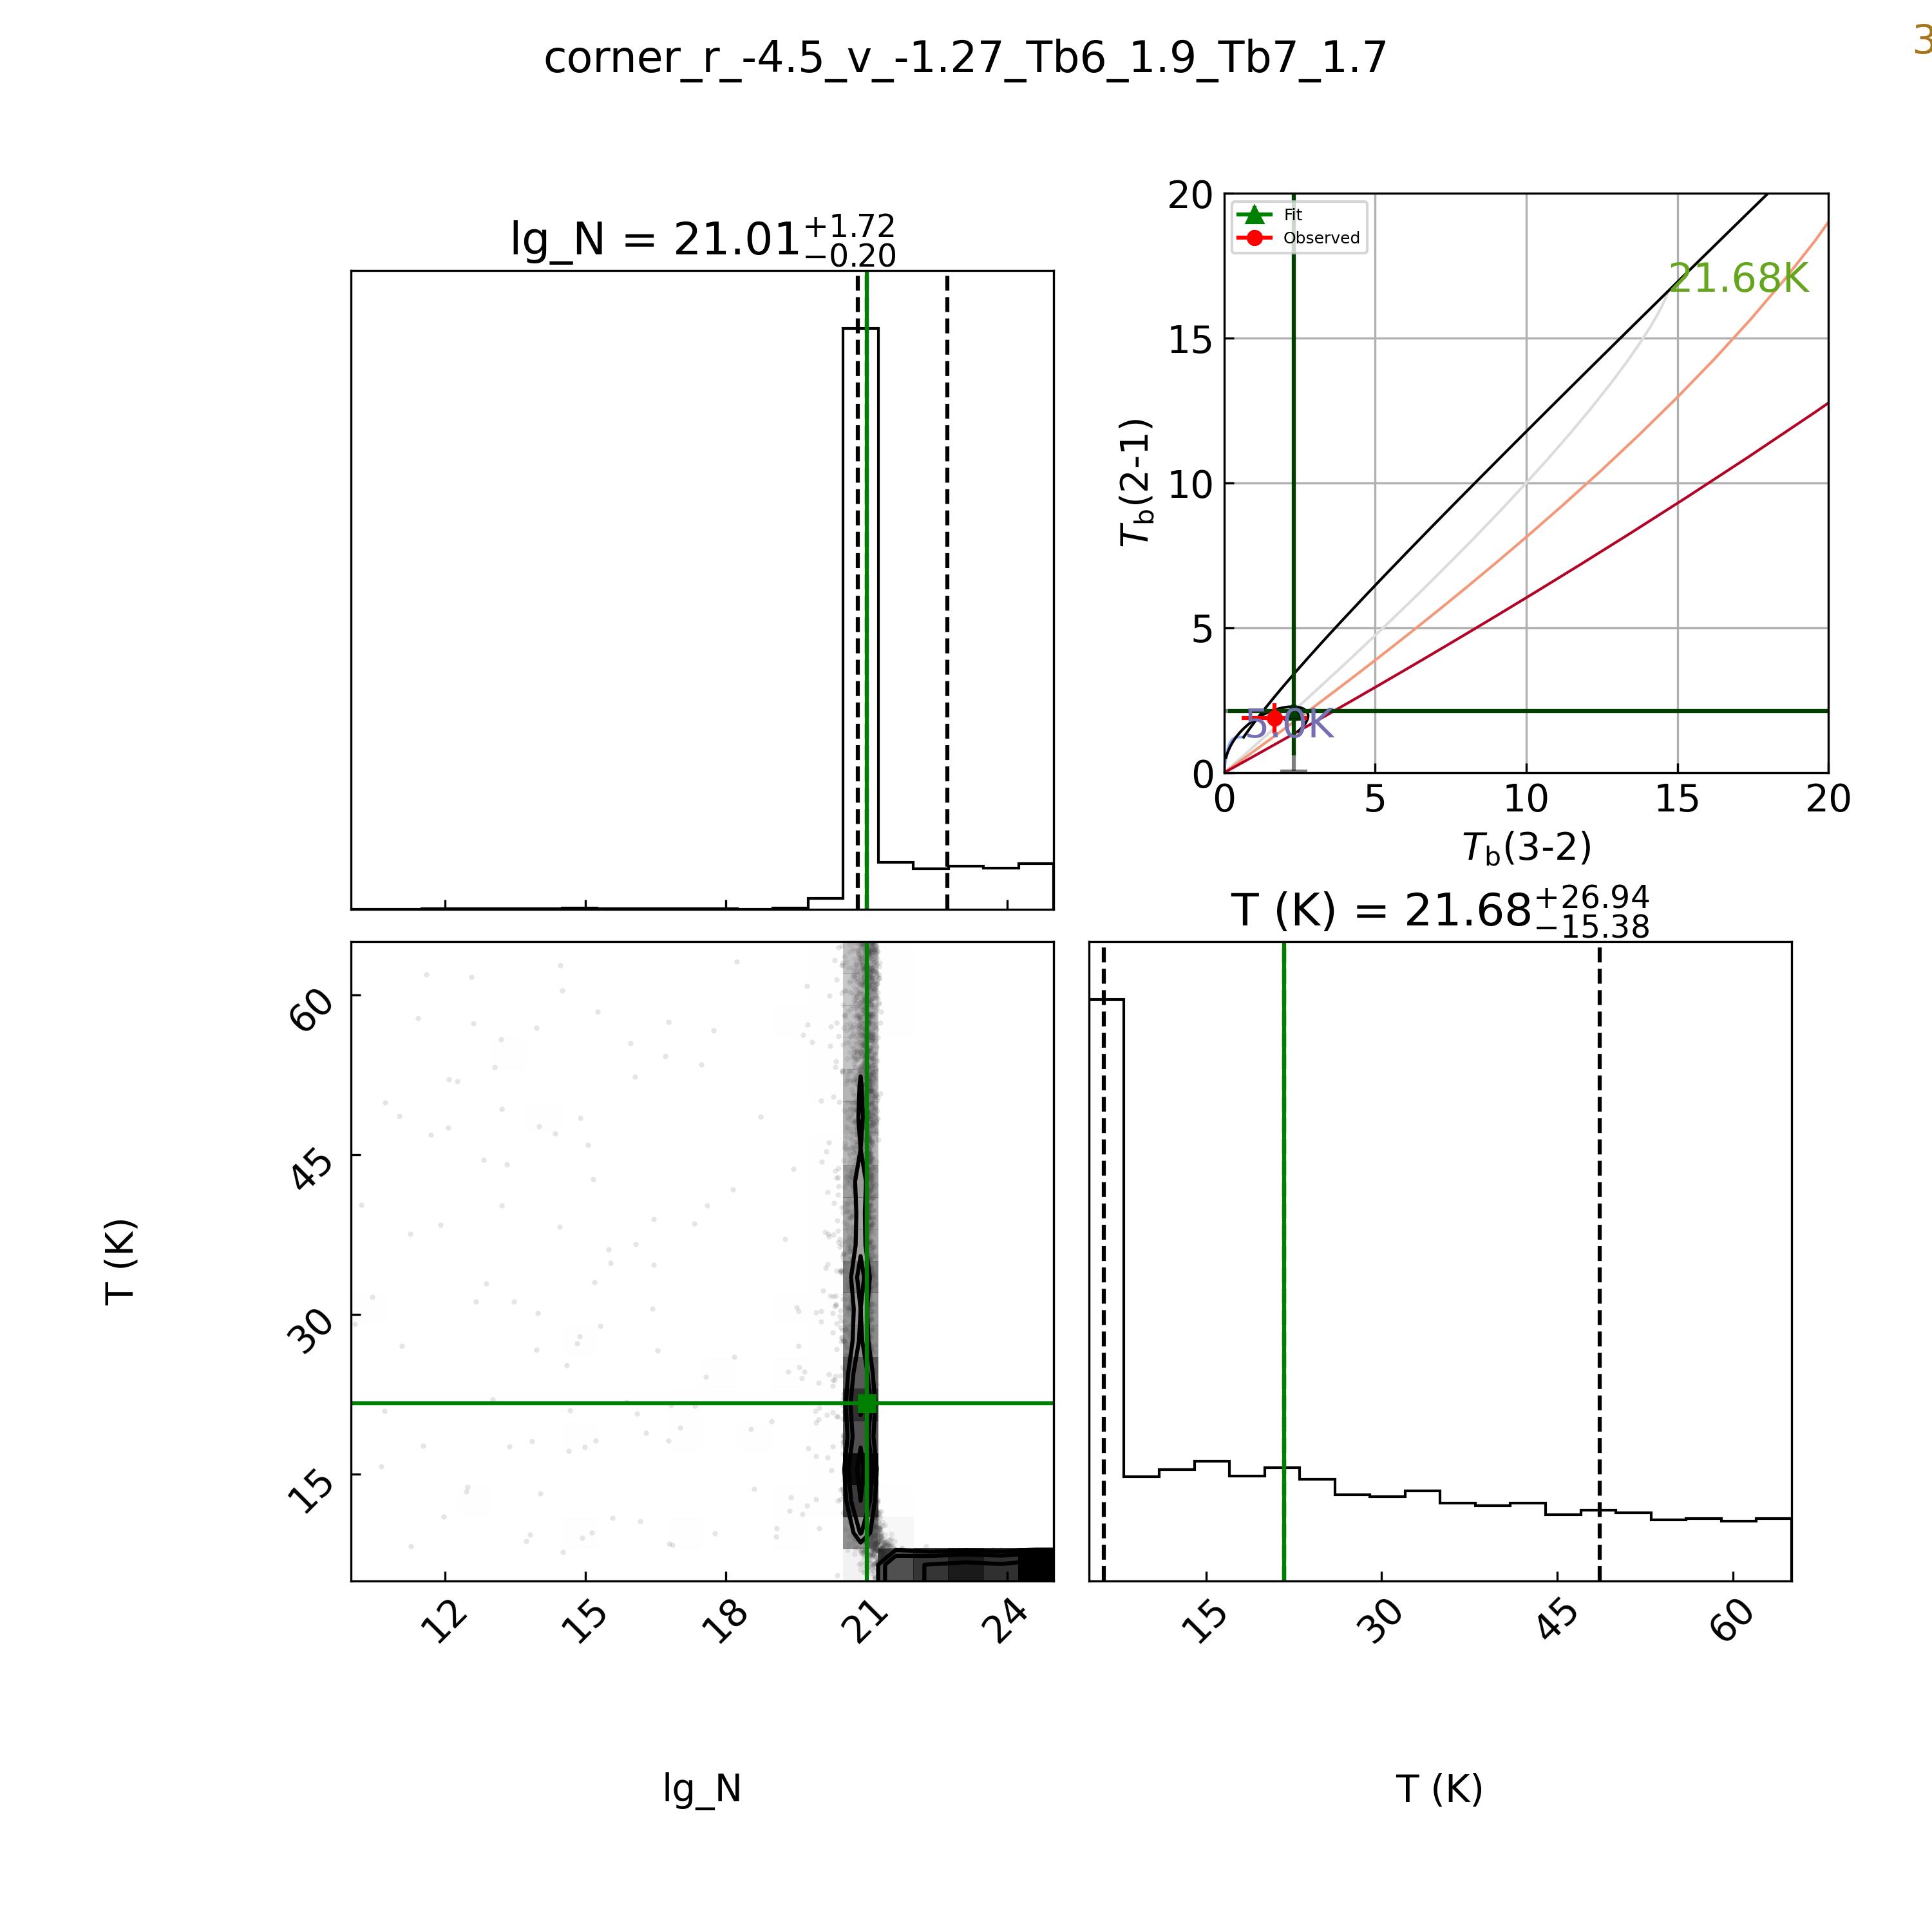 corner_r_-4.5_v_-1.27_Tb6_1.9_Tb7_1.7
3
lg_N = 21.01 +1.72 −0.20
20
15
10
5
0
T_b(2-1)
Fit
Observed
21.68K
5.0K
0 5 10 15 20
T_b(3-2)
T (K) = 21.68 +26.94 −15.38
60
45
30
15
T (K)
12 15 18 21 24
lg_N
15 30 45 60
T (K)